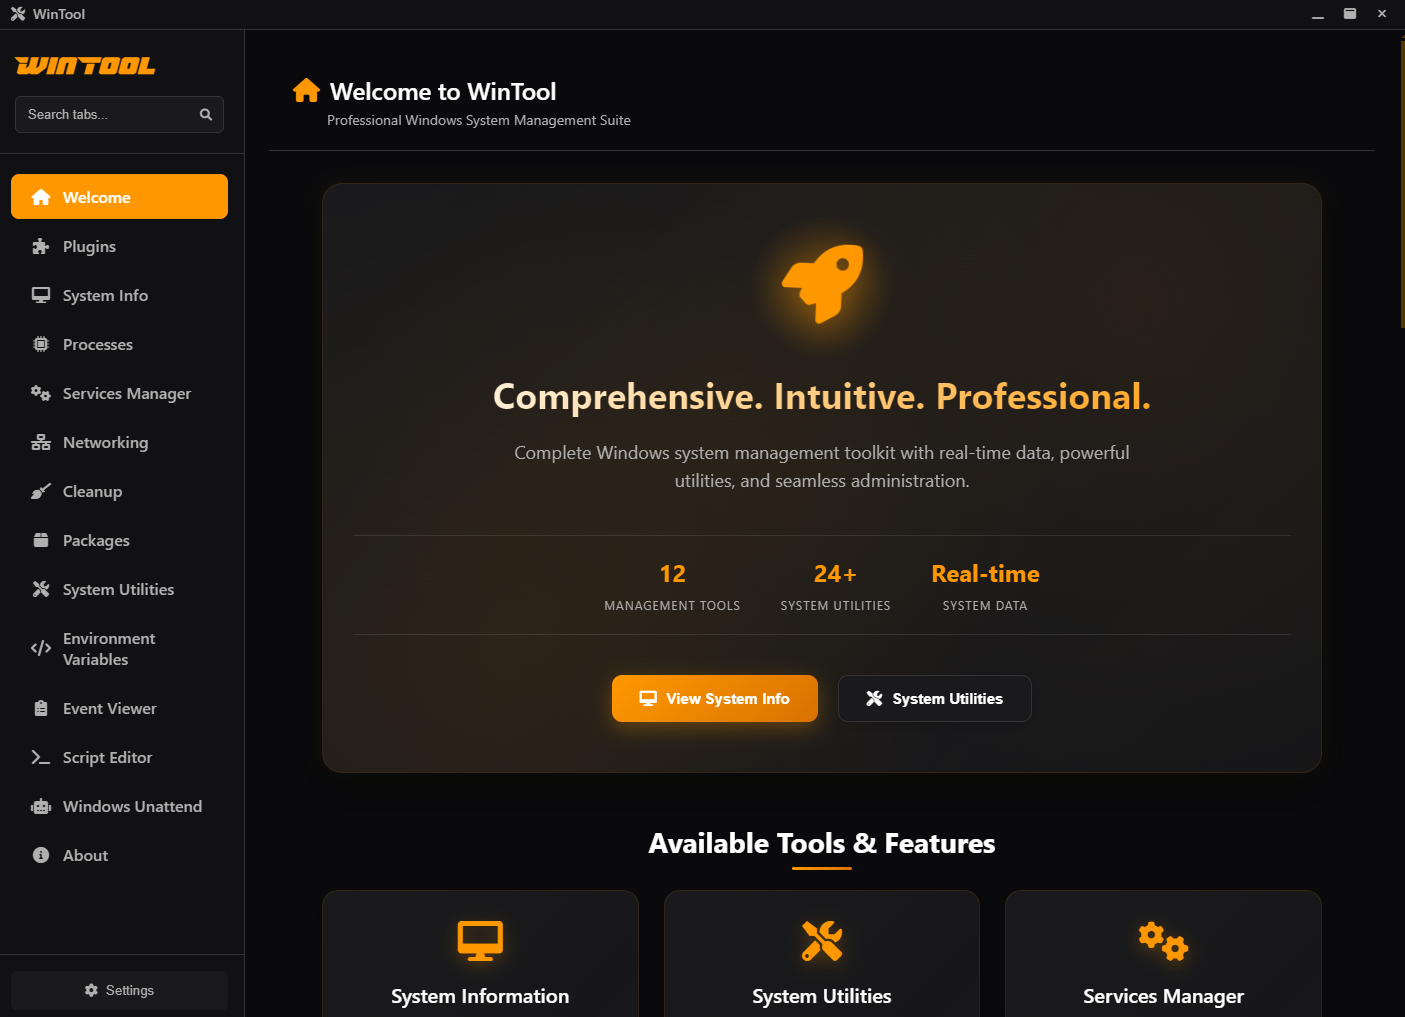 WinTool
WINTOOL
Search tabs...
Welcome
Plugins
System Info
Processes
Services Manager
Networking
Cleanup
Packages
System Utilities
Environment
Variables
Event Viewer
Script Editor
Windows Unattend
About
Settings
Welcome to WinTool
Professional Windows System Management Suite
Comprehensive. Intuitive. Professional.
Complete Windows system management toolkit with real-time data, powerful
utilities, and seamless administration.
12
MANAGEMENT TOOLS
24+
SYSTEM UTILITIES
Real-time
SYSTEM DATA
View System Info
System Utilities
Available Tools & Features
System Information
System Utilities
Services Manager